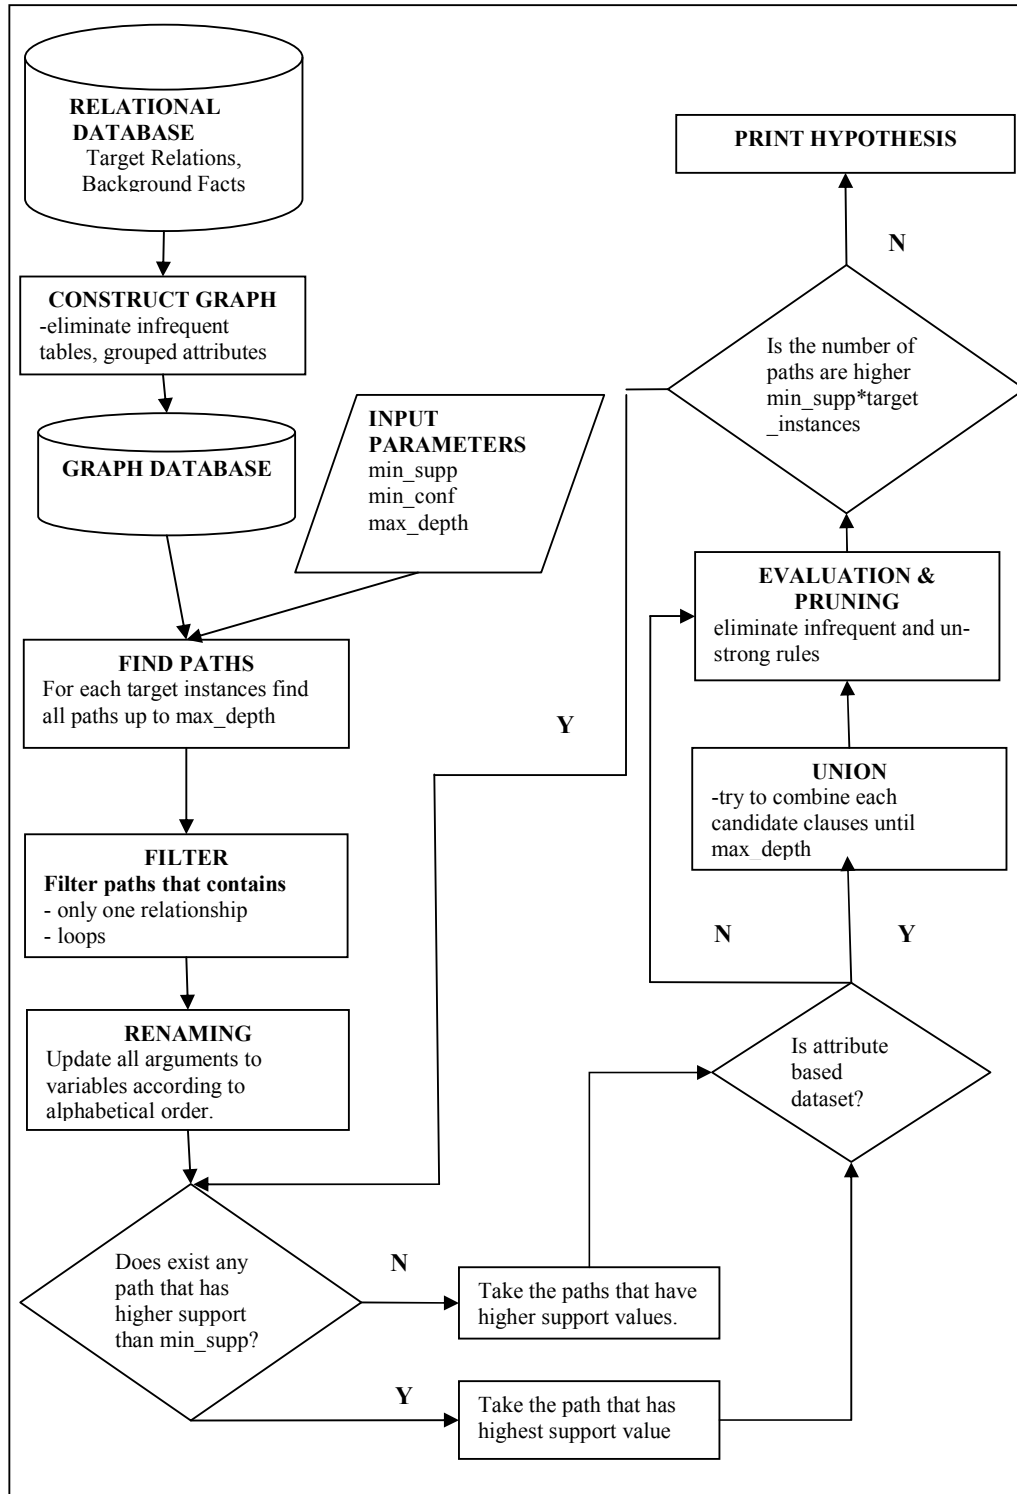 RELATIONAL
DATABASE
Target Relations,
Background Facts
CONSTRUCT GRAPH
-eliminate infrequent
tables, grouped attributes
GRAPH DATABASE
INPUT
PARAMETERS
min_supp
min_conf
max_depth
FIND PATHS
For each target instances find
all paths up to max_depth
FILTER
Filter paths that contains
- only one relationship
- loops
RENAMING
Update all arguments to
variables according to
alphabetical order.
Does exist any
path that has
higher support
than min_supp?
N
Take the paths that have
higher support values.
Y
Take the path that has
highest support value
Is attribute
based
dataset?
N
Y
UNION
-try to combine each
candidate clauses until
max_depth
EVALUATION &
PRUNING
eliminate infrequent and un-
strong rules
Is the number of
paths are higher
min_supp*target
_instances
Y
N
PRINT HYPOTHESIS